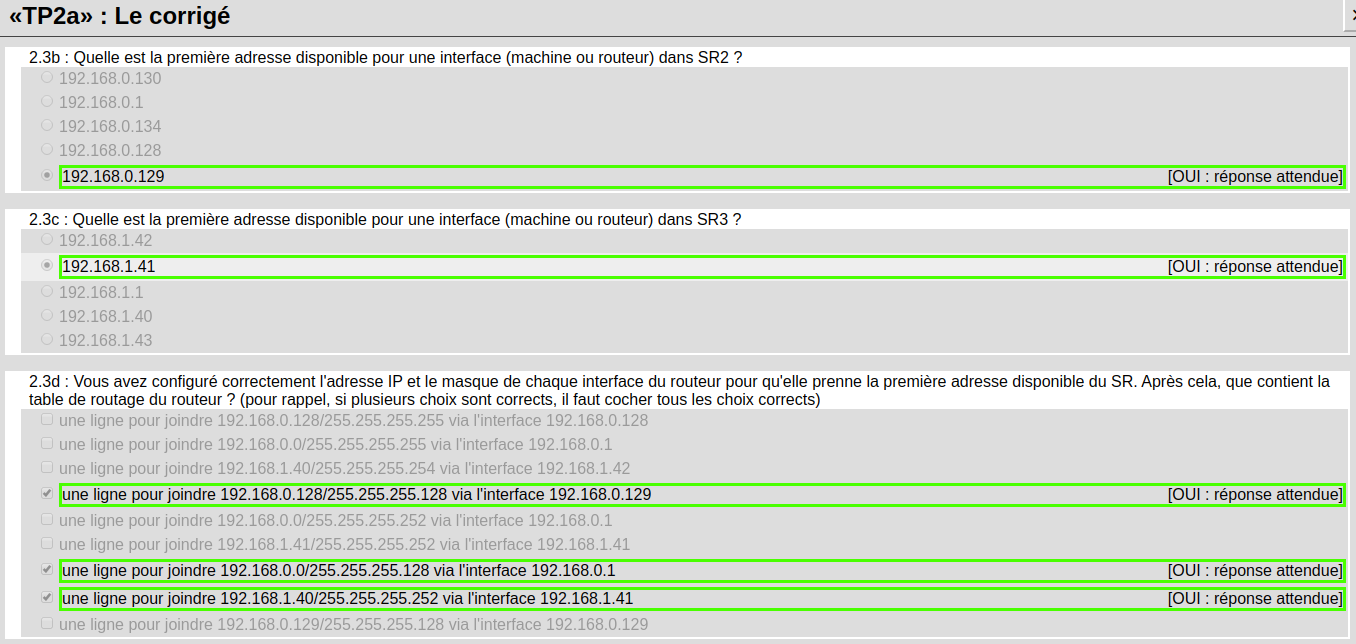 «TP2a» : Le corrigé
2.3b : Quelle est la première adresse disponible pour une interface (machine ou routeur) dans SR2 ?
192.168.0.130
192.168.0.1
192.168.0.134
192.168.0.128
192.168.0.129 [OUI : réponse attendue]
2.3c : Quelle est la première adresse disponible pour une interface (machine ou routeur) dans SR3 ?
192.168.1.42
192.168.1.41 [OUI : réponse attendue]
192.168.1.1
192.168.1.40
192.168.1.43
2.3d : Vous avez configuré correctement l'adresse IP et le masque de chaque interface du routeur pour qu'elle prenne la première adresse disponible du SR. Après cela, que contient la
table de routage du routeur ? (pour rappel, si plusieurs choix sont corrects, il faut cocher tous les choix corrects)
une ligne pour joindre 192.168.0.128/255.255.255.255 via l'interface 192.168.0.128
une ligne pour joindre 192.168.0.0/255.255.255.255 via l'interface 192.168.0.1
une ligne pour joindre 192.168.1.40/255.255.255.254 via l'interface 192.168.1.42
une ligne pour joindre 192.168.0.128/255.255.255.128 via l'interface 192.168.0.129 [OUI : réponse attendue]
une ligne pour joindre 192.168.0.0/255.255.255.252 via l'interface 192.168.0.1
une ligne pour joindre 192.168.1.41/255.255.255.252 via l'interface 192.168.1.41
une ligne pour joindre 192.168.0.0/255.255.255.128 via l'interface 192.168.0.1 [OUI : réponse attendue]
une ligne pour joindre 192.168.1.40/255.255.255.252 via l'interface 192.168.1.41 [OUI : réponse attendue]
une ligne pour joindre 192.168.0.129/255.255.255.128 via l'interface 192.168.0.129